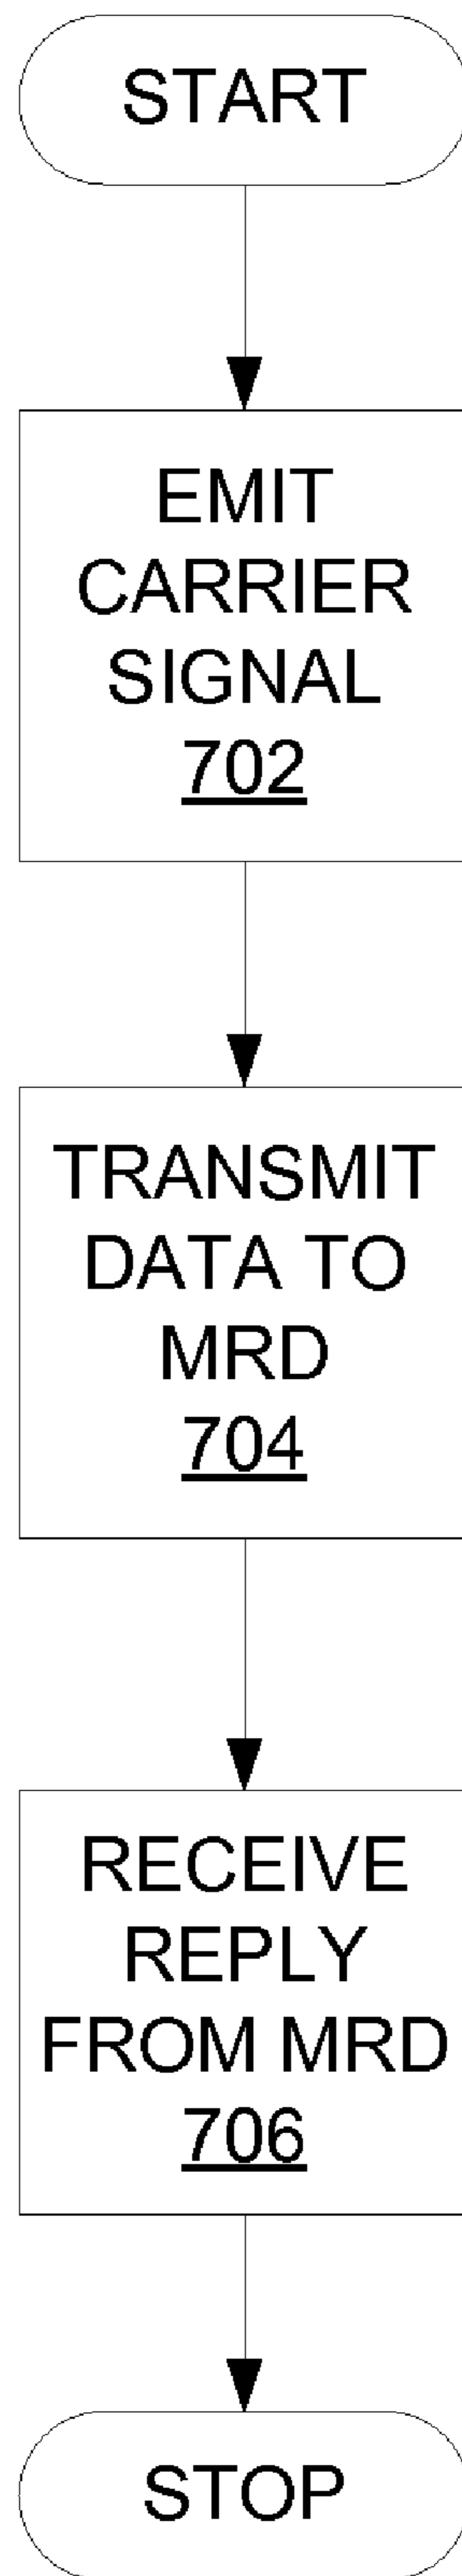 START
EMIT
CARRIER
SIGNAL
702
TRANSMIT
DATA TO
MRD
704
RECEIVE
REPLY
FROM MRD
706
STOP